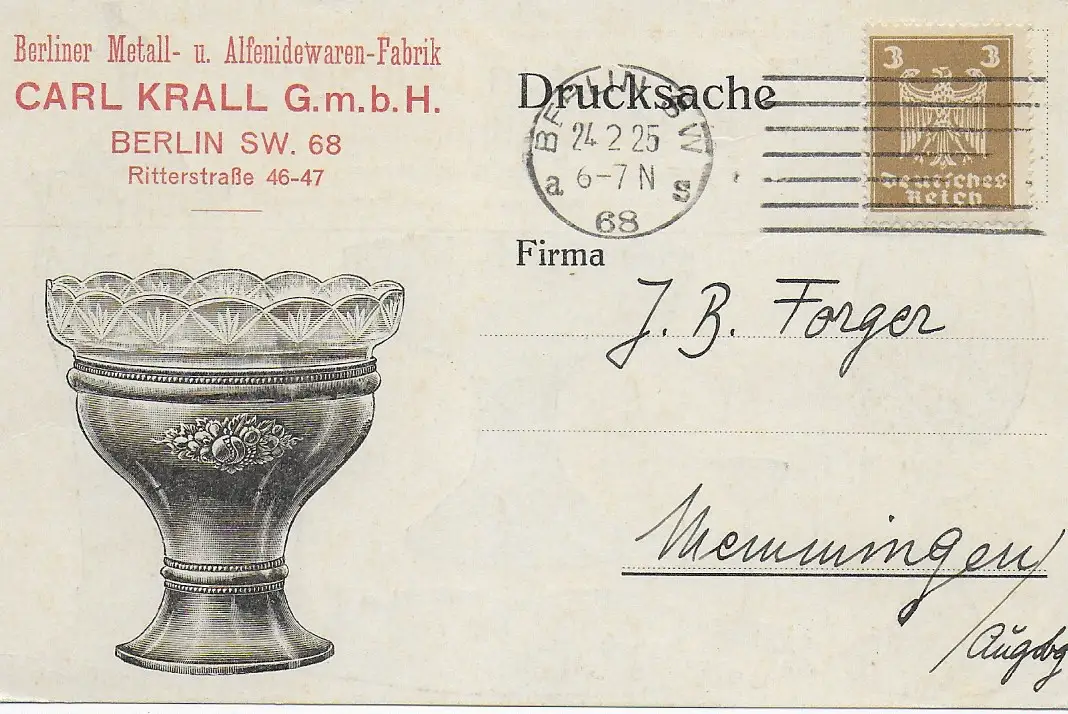 Berliner Metall- u. Alfenidewaren-Fabrik
CARL KRALL G.m.b.H.
BERLIN SW. 68
Ritterstraße 46-47
Drucksache
BERLIN SW
24 2 25
a 6-7 N s
68
3 3
Deutsches
Reich
Firma
J. B. Forger
Memmingen
Augsbg